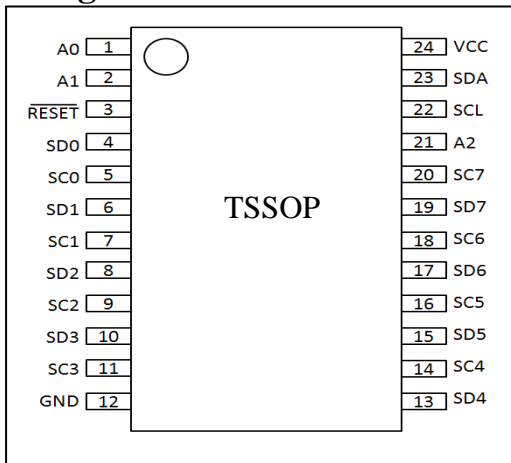 A0 1 24 VCC
A1 2 23 SDA
RESET 3 22 SCL
SD0 4 21 A2
SC0 5 20 SC7
SD1 6 TSSOP 19 SD7
SC1 7 18 SC6
SD2 8 17 SD6
SC2 9 16 SC5
SD3 10 15 SD5
SC3 11 14 SC4
GND 12 13 SD4